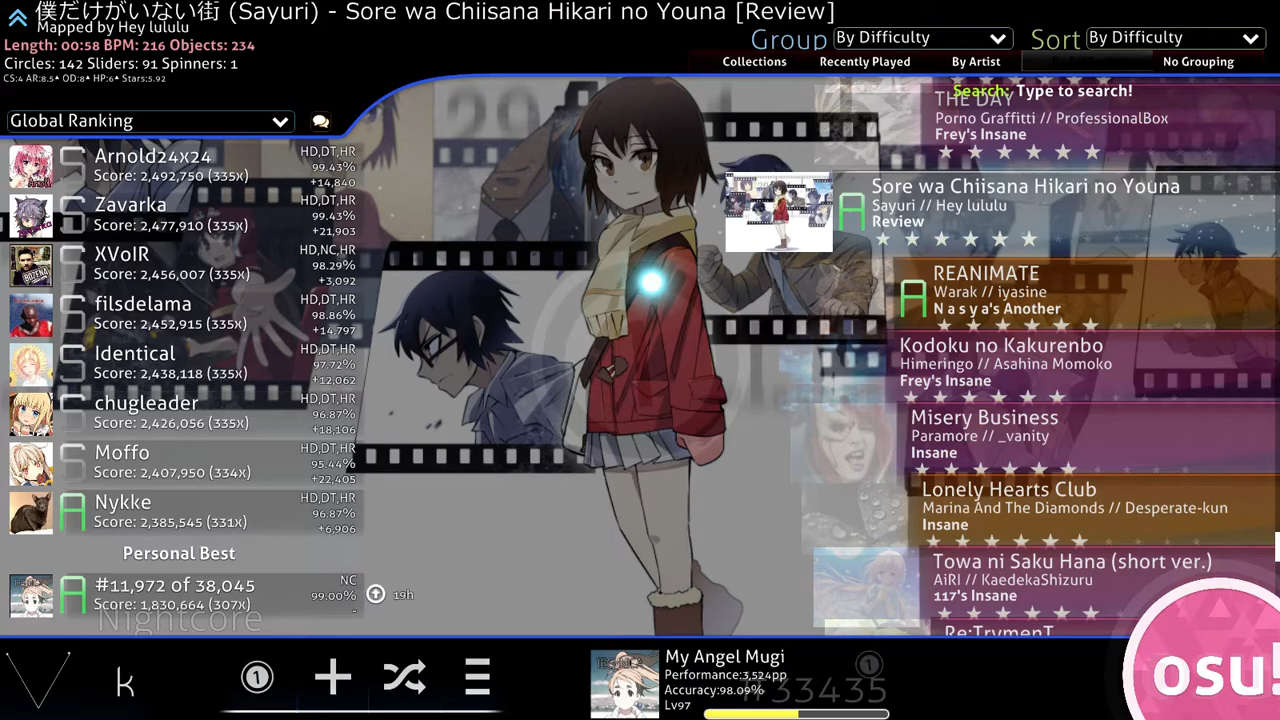 僕だけがいない街 (Sayuri) - Sore wa Chiisana Hikari no Youna [Review]
Mapped by Hey lululu
Length: 00:58 BPM: 216 Objects: 234
Circles: 142 Sliders: 91 Spinners: 1
CS:4 AR:8.5 OD:8 HP:6 Stars:5.92
Group By Difficulty Sort By Difficulty
Collections Recently Played By Artist No Grouping
Search: Type to search!
Global Ranking
Arnold24x24 HD,DT,HR
Score: 2,492,750 (335x) 99.43%
+14,840
Zavarka HD,DT,HR
Score: 2,477,910 (335x) 99.43%
+21,903
XVoIR HD,NC,HR
Score: 2,456,007 (335x) 98.29%
+3,092
filsdelama HD,DT,HR
Score: 2,452,915 (335x) 98.86%
+14,797
Identical HD,DT,HR
Score: 2,438,118 (335x) 97.72%
+12,062
chugleader HD,DT,HR
Score: 2,426,056 (335x) 96.87%
+18,106
Moffo HD,DT,HR
Score: 2,407,950 (334x) 95.44%
+22,405
A Nykke HD,DT,HR
Score: 2,385,545 (331x) 96.87%
+6,906
Personal Best
A #11,972 of 38,045 NC
Score: 1,830,664 (307x) 99.00%
-
19h
Nightcore
THE DAY
Porno Graffitti // ProfessionalBox
Frey's Insane
A Sore wa Chiisana Hikari no Youna
Sayuri // Hey lululu
Review
A REANIMATE
Warak // iyasine
N a s y a's Another
Kodoku no Kakurenbo
Himeringo // Asahina Momoko
Frey's Insane
Misery Business
Paramore // _vanity
Insane
Lonely Hearts Club
Marina And The Diamonds // Desperate-kun
Insane
Towa ni Saku Hana (short ver.)
AiRI // KaedekaShizuru
117's Insane
Re:TrymenT
k
1
My Angel Mugi
Performance:3,524pp
Accuracy:98.09%
Lv97
1
#33435
osu!